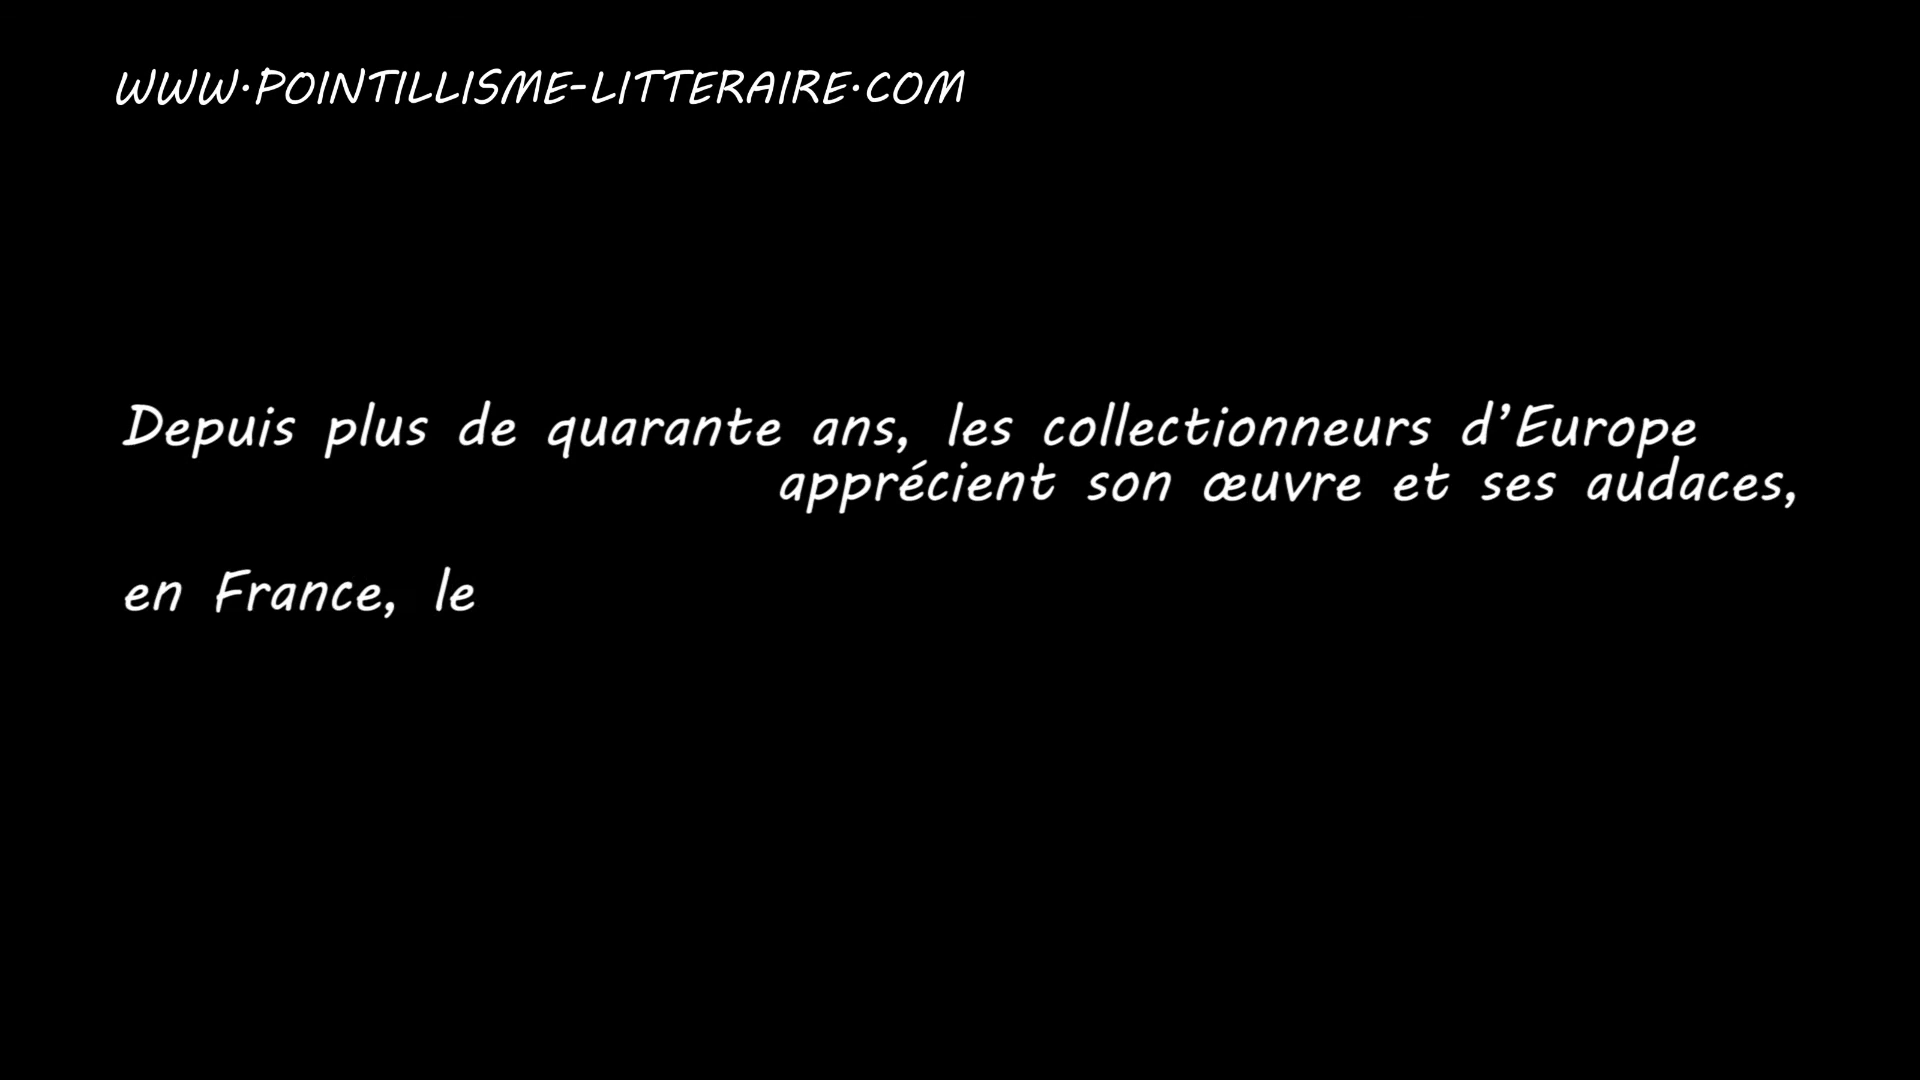 WWW.POINTILLISME-LITTERAIRE.COM
Depuis plus de quarante ans, les collectionneurs d’Europe
apprécient son œuvre et ses audaces,
en France, le